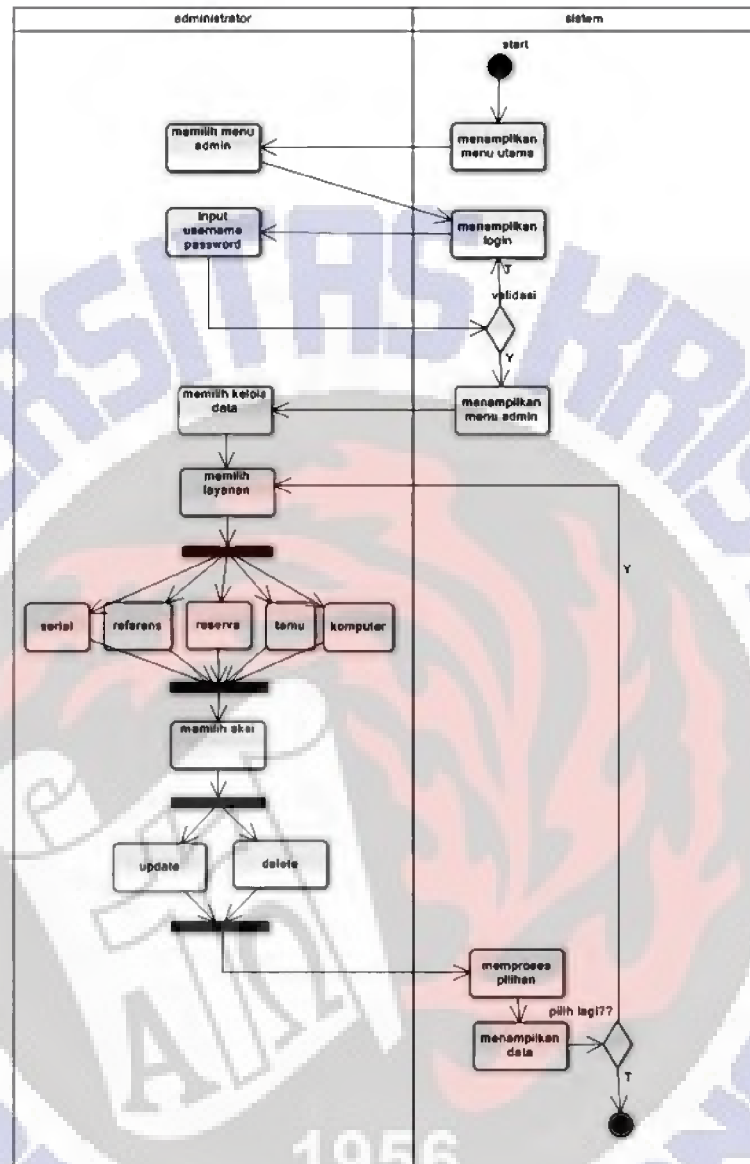 administrator
sistem
start
memilih menu
admin
menampilkan
menu utama
input
username
password
menampilkan
login
T
validasi
Y
memilih kelola
data
menampilkan
menu admin
memilih
layanan
Y
serial
referens
reserve
tamu
komputer
memilih aksi
update
delete
memproses
pilihan
pilih lagi??
menampilkan
data
T
1956